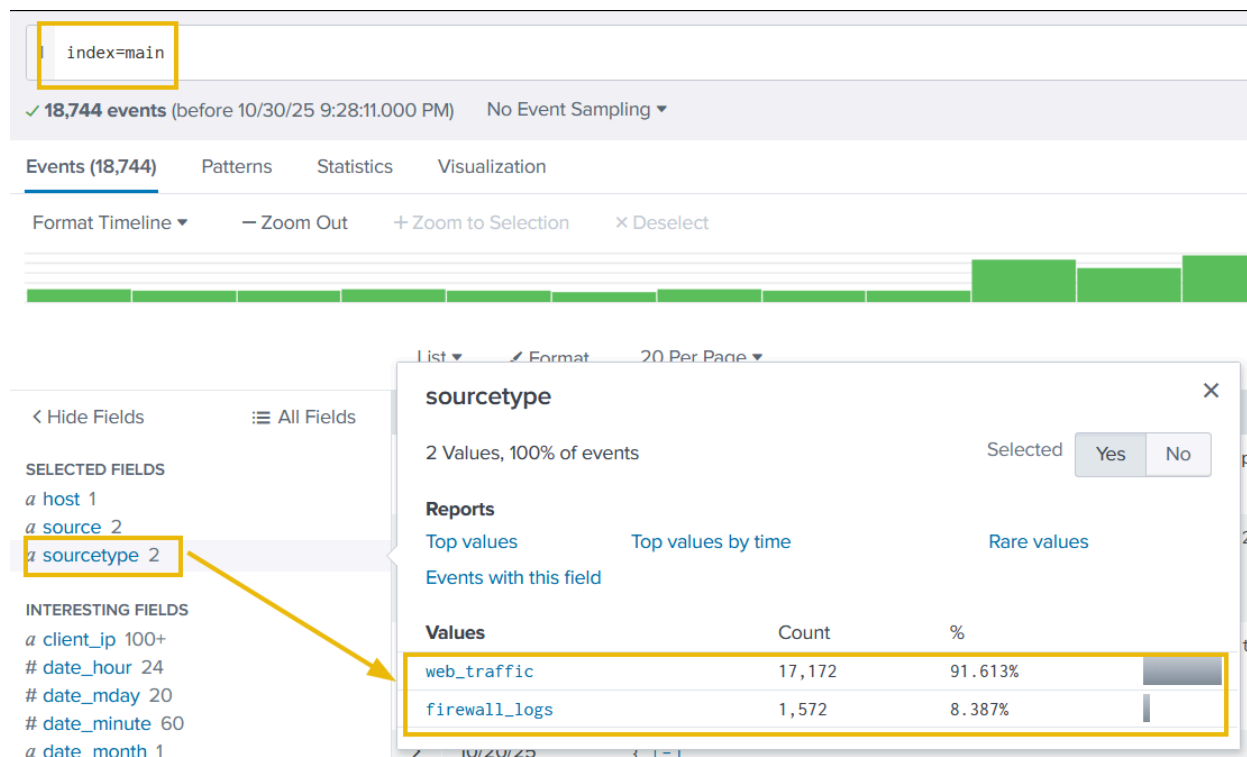 index=main
18,744 events (before 10/30/25 9:28:11.000 PM) No Event Sampling
Events (18,744) Patterns Statistics Visualization
Format Timeline — Zoom Out + Zoom to Selection × Deselect
List Format 20 Per Page
< Hide Fields All Fields
SELECTED FIELDS
a host 1
a source 2
a sourcetype 2
INTERESTING FIELDS
a client_ip 100+
# date_hour 24
# date_mday 20
# date_minute 60
a date_month 1
sourcetype
2 Values, 100% of events Selected Yes No
Reports
Top values Top values by time Rare values
Events with this field
Values Count %
web_traffic 17,172 91.613%
firewall_logs 1,572 8.387%
10/20/25 { [-]